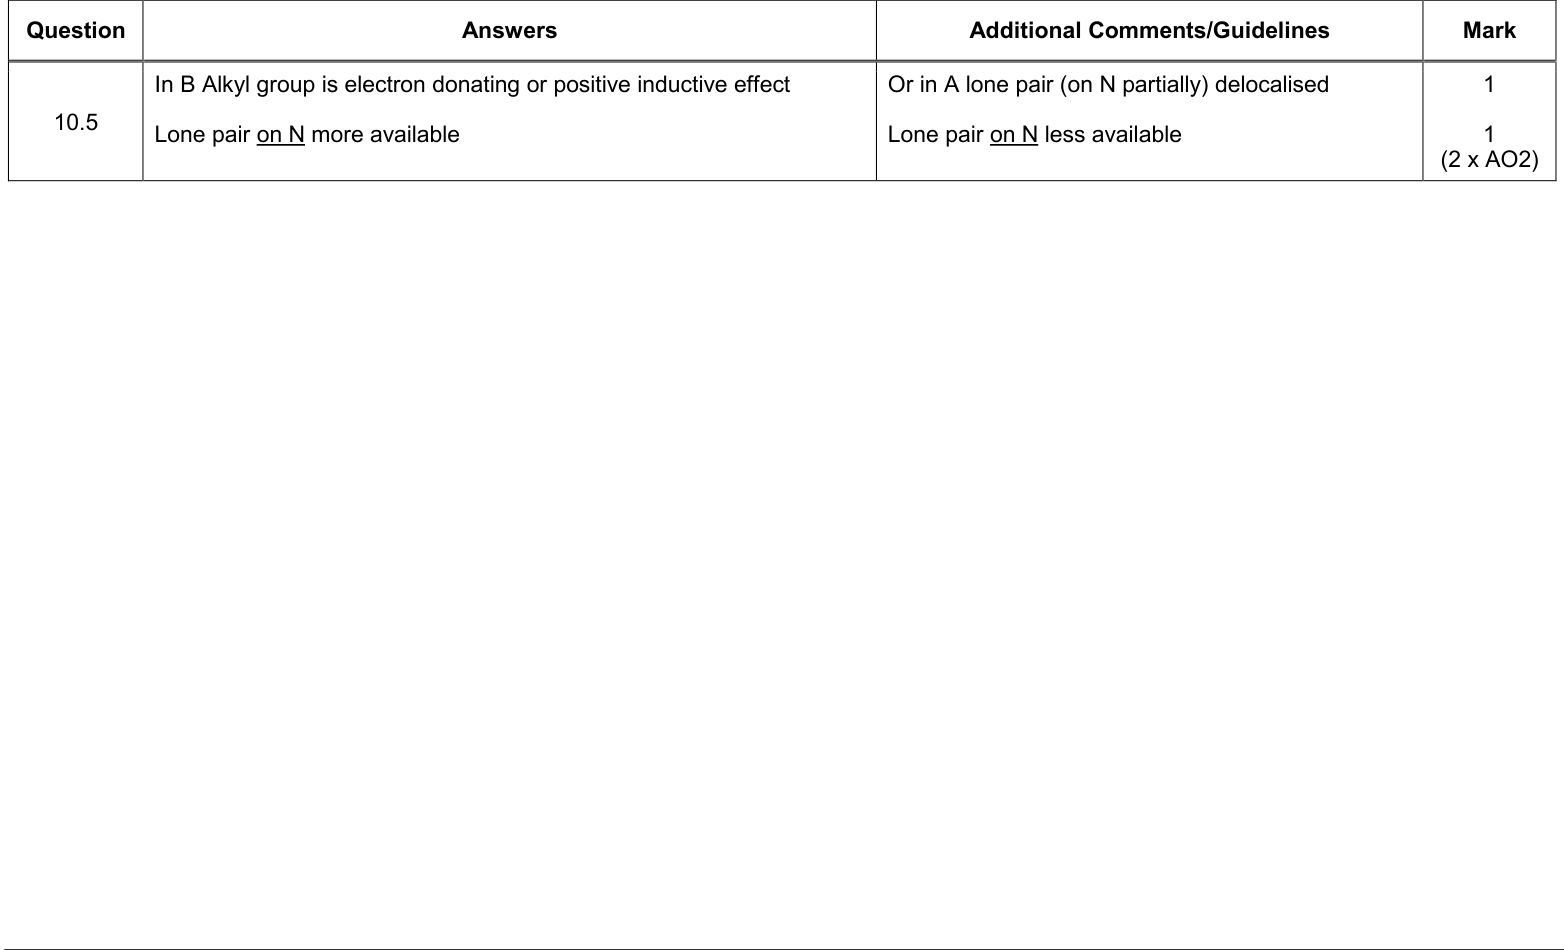 Question Answers Additional Comments/Guidelines Mark
10.5
In B Alkyl group is electron donating or positive inductive effect
Lone pair on N more available
Or in A lone pair (on N partially) delocalised
Lone pair on N less available
1
1
(2 x AO2)